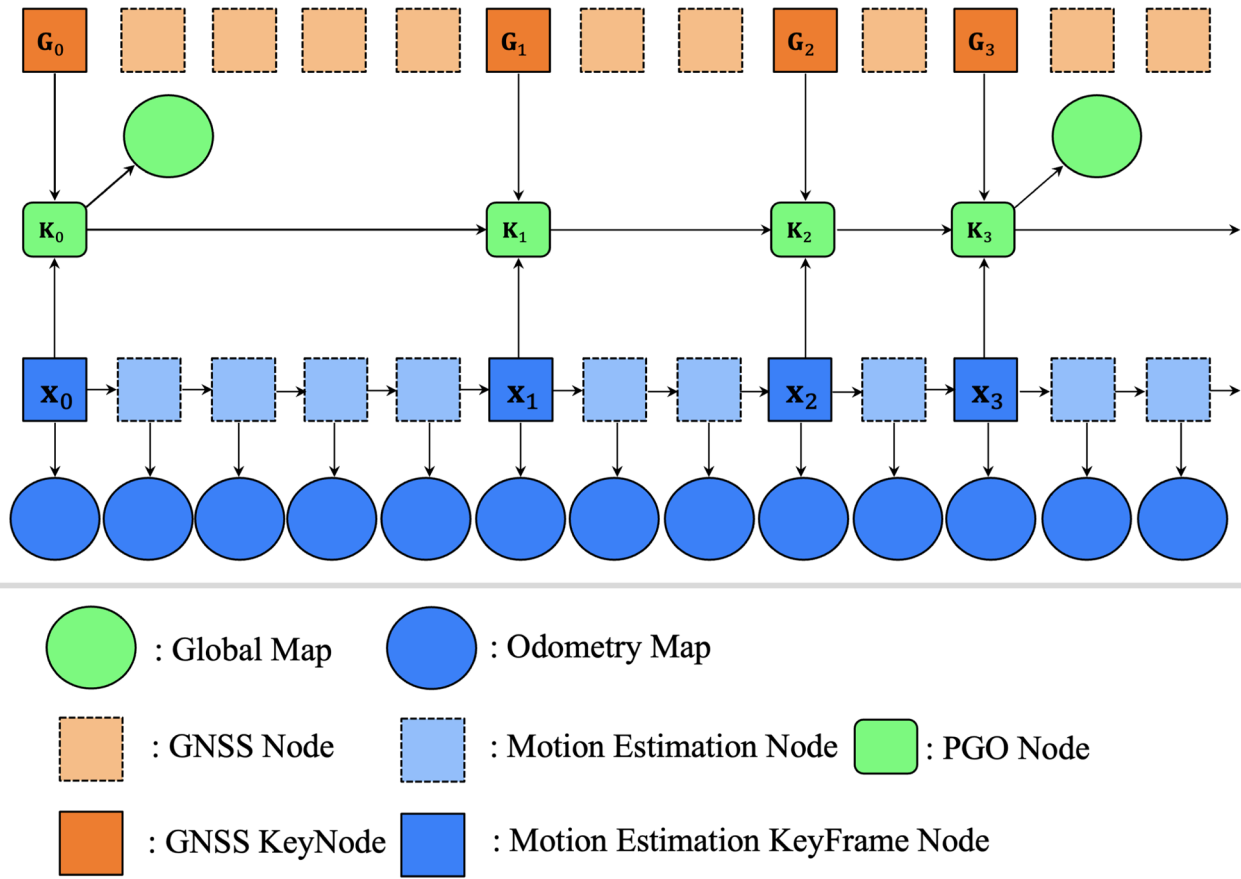 G₀ G₁ G₂ G₃
K₀ K₁ K₂ K₃
x₀ x₁ x₂ x₃
: Global Map : Odometry Map
: GNSS Node : Motion Estimation Node : PGO Node
: GNSS KeyNode : Motion Estimation KeyFrame Node